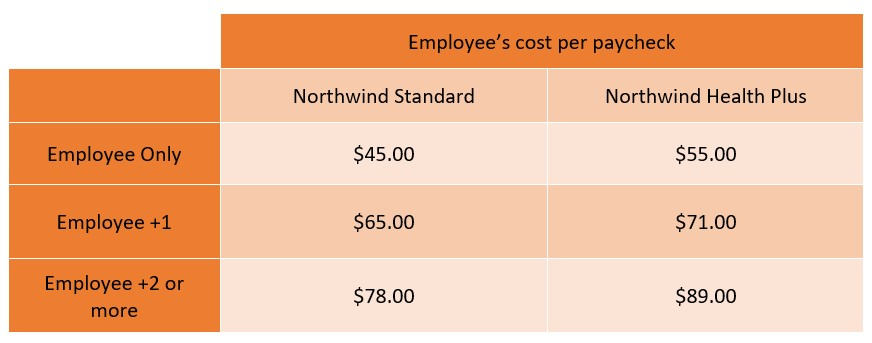 Employee’s cost per paycheck
Northwind Standard
Northwind Health Plus
Employee Only
$45.00
$55.00
Employee +1
$65.00
$71.00
Employee +2 or
more
$78.00
$89.00